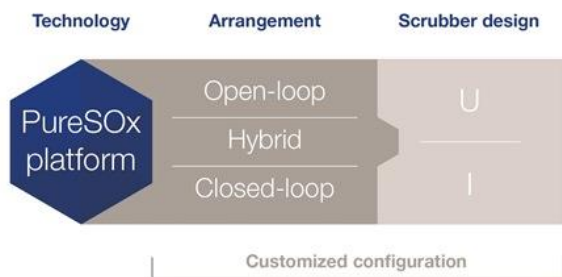 Technology
Arrangement
Scrubber design
PureSOx
platform
Open-loop
Hybrid
Closed-loop
U
I
Customized configuration